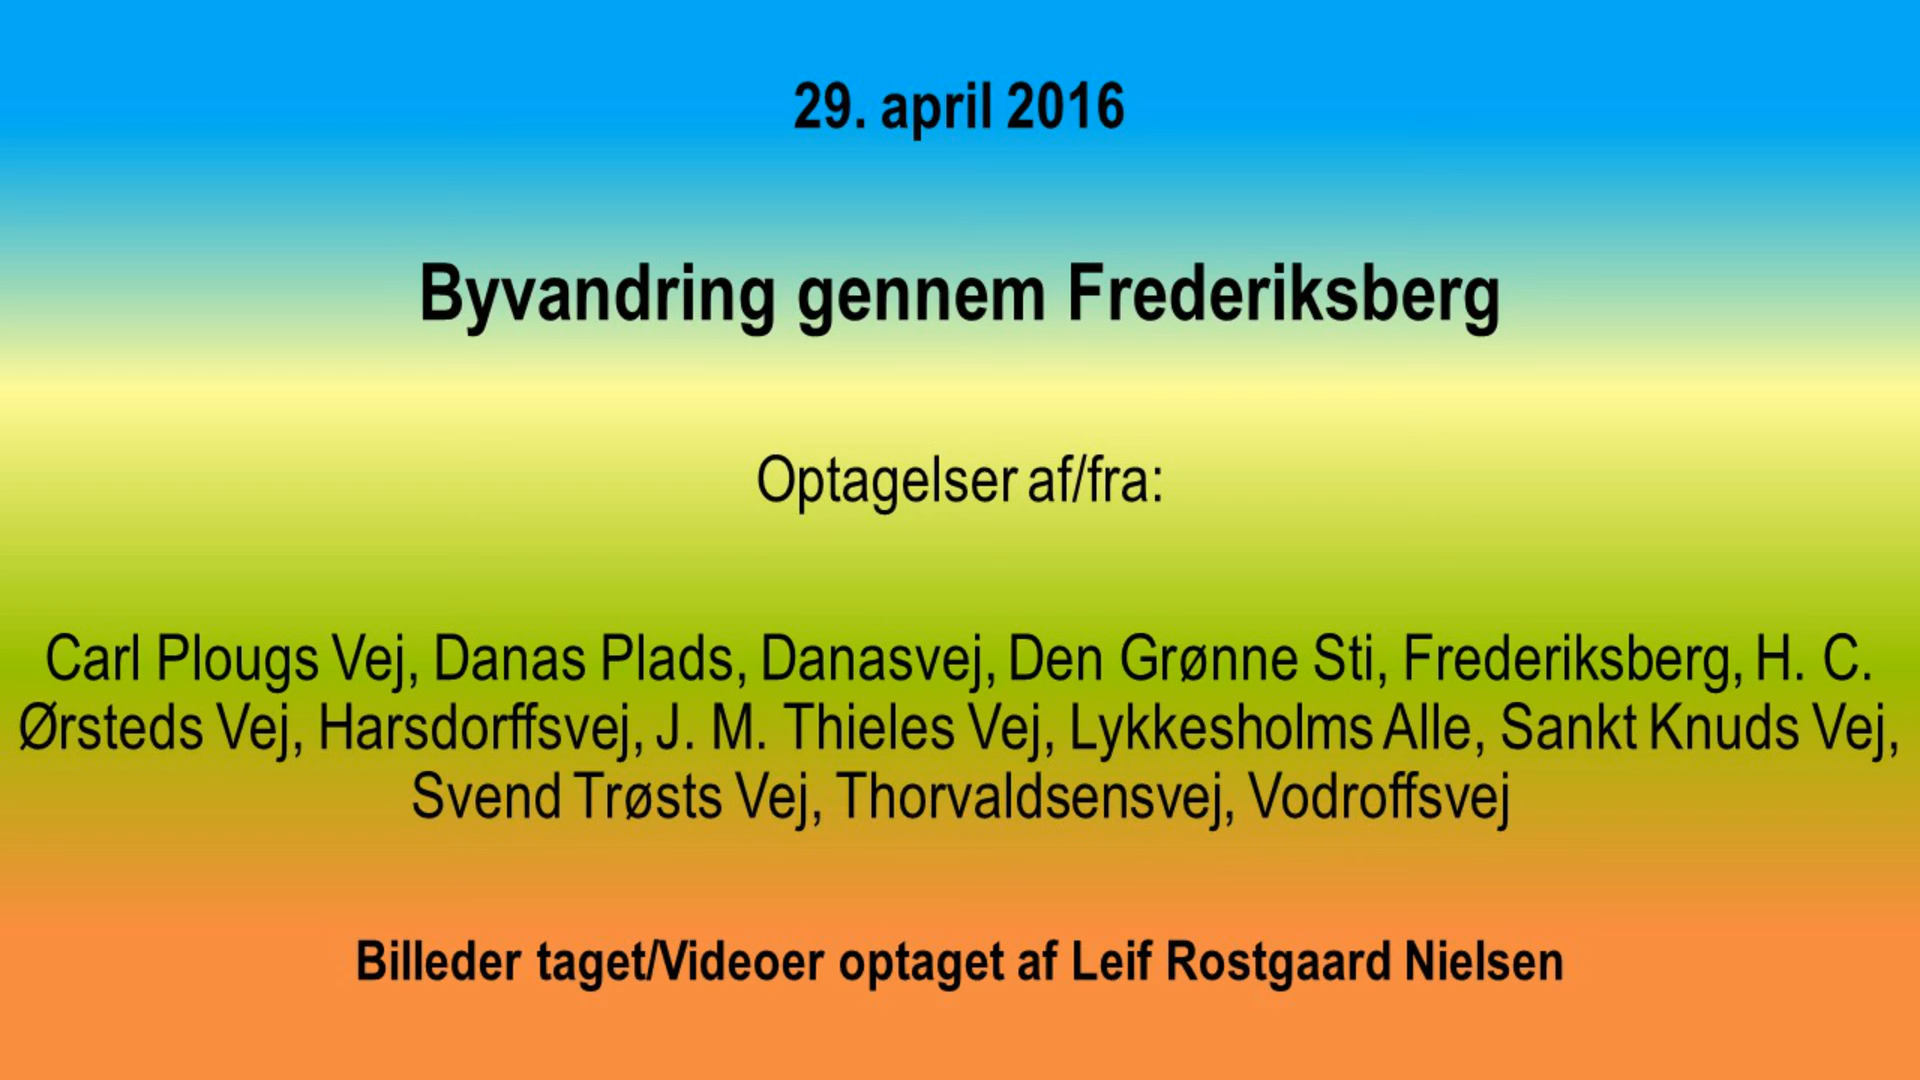 29. april 2016
Byvandring gennem Frederiksberg
Optagelser af/fra:
Carl Plougs Vej, Danas Plads, Danasvej, Den Grønne Sti, Frederiksberg, H. C.
Ørsteds Vej, Harsdorffsvej, J. M. Thieles Vej, Lykkesholms Alle, Sankt Knuds Vej,
Svend Trøsts Vej, Thorvaldsensvej, Vodroffsvej
Billeder taget/Videoer optaget af Leif Rostgaard Nielsen